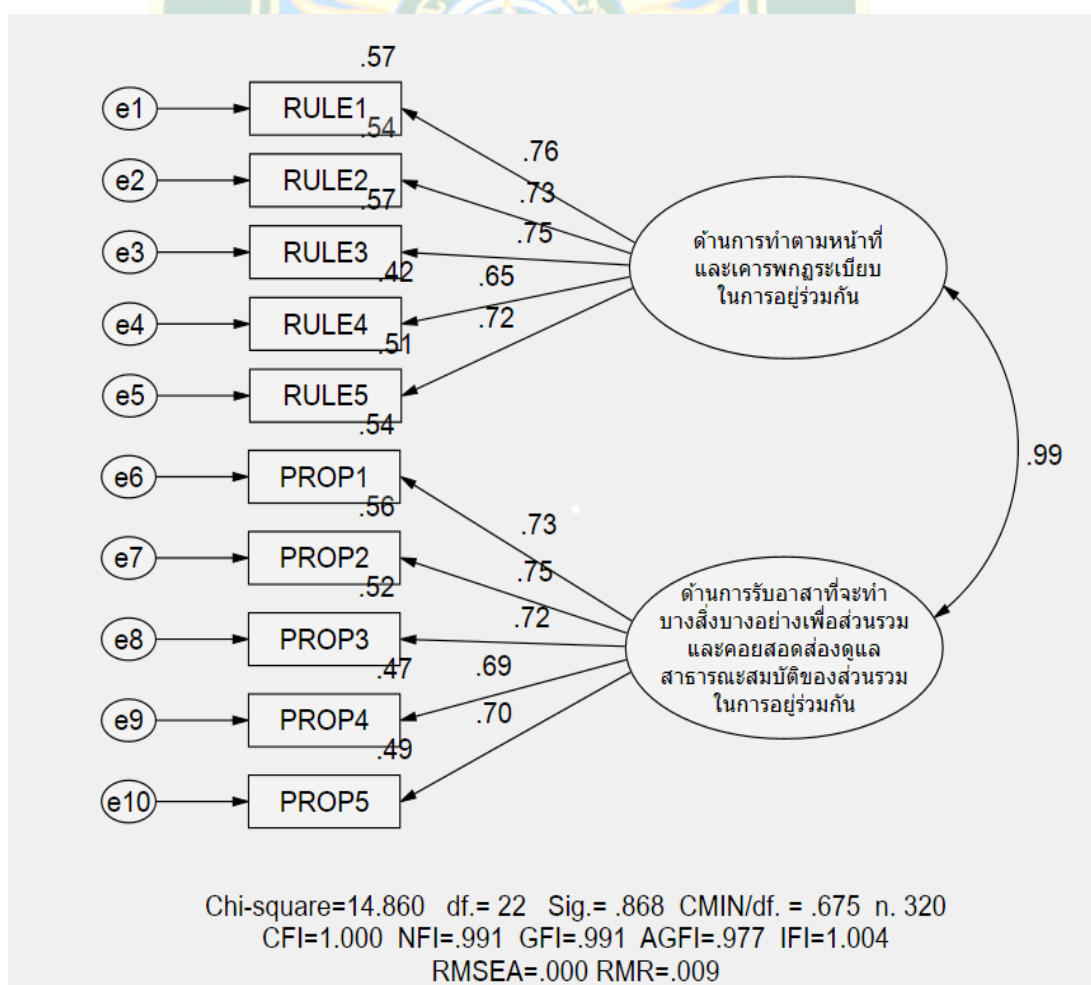 .57
e1 RULE1 .76
.54
e2 RULE2 .73
.57
e3 RULE3 .75
.42
e4 RULE4 .65
.51
e5 RULE5 .72
ด้านการทำตามหน้าที่
และเคารพกฎระเบียบ
ในการอยู่ร่วมกัน
.99
.54
e6 PROP1 .73
.56
e7 PROP2 .75
.52
e8 PROP3 .72
.47
e9 PROP4 .69
.49
e10 PROP5 .70
ด้านการรับอาสาที่จะทำ
บางสิ่งบางอย่างเพื่อส่วนรวม
และคอยสอดส่องดูแล
สาธารณะสมบัติของส่วนรวม
ในการอยู่ร่วมกัน
Chi-square=14.860 df.= 22 Sig.= .868 CMIN/df. = .675 n. 320
CFI=1.000 NFI=.991 GFI=.991 AGFI=.977 IFI=1.004
RMSEA=.000 RMR=.009